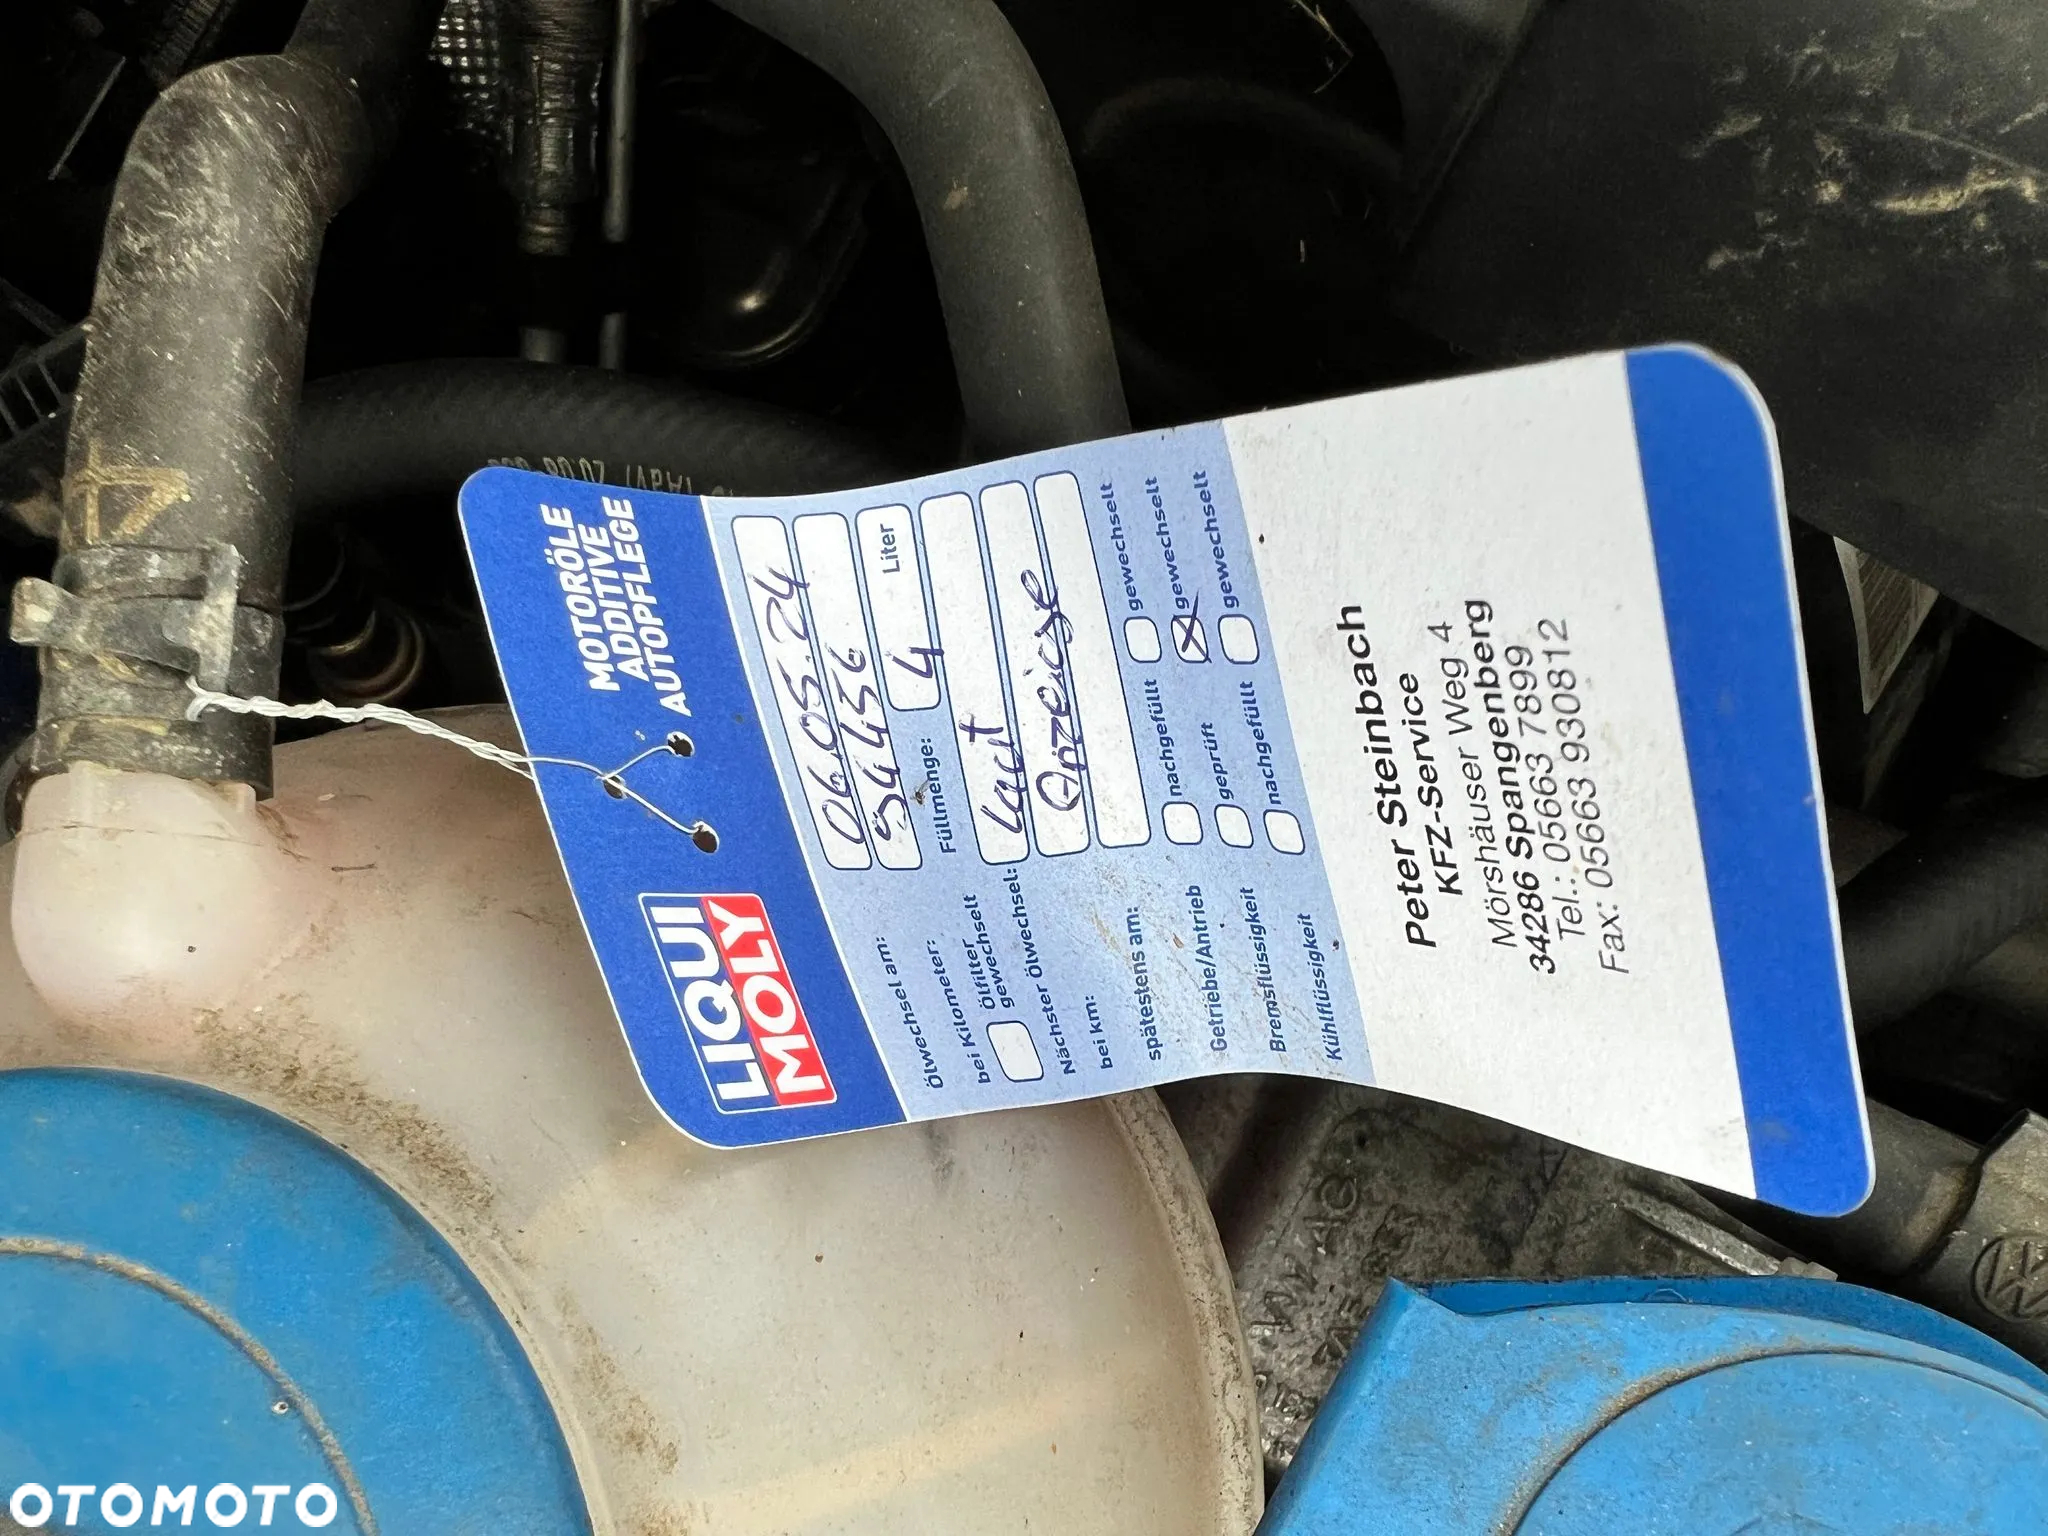 LIQUI
MOLY
MOTORÖLE
ADDITIVE
AUTOPFLEGE
Ölwechsel am: 06.05.24
Kilometer: 94456
bei Kilometer
Füllmenge: 4 Liter
Ölfilter
gewechselt
Nächster Ölwechsel: Laut
bei km: Anzeige
spätestens am:
Getriebe/Antrieb nachgefüllt gewechselt
Bremsflüssigkeit geprüft gewechselt
Kühlflüssigkeit nachgefüllt gewechselt
Peter Steinbach
KFZ-Service
Mörshäuser Weg 4
34286 Spangenberg
Tel.: 05663 7899
Fax: 05663 930812
OTOMOTO